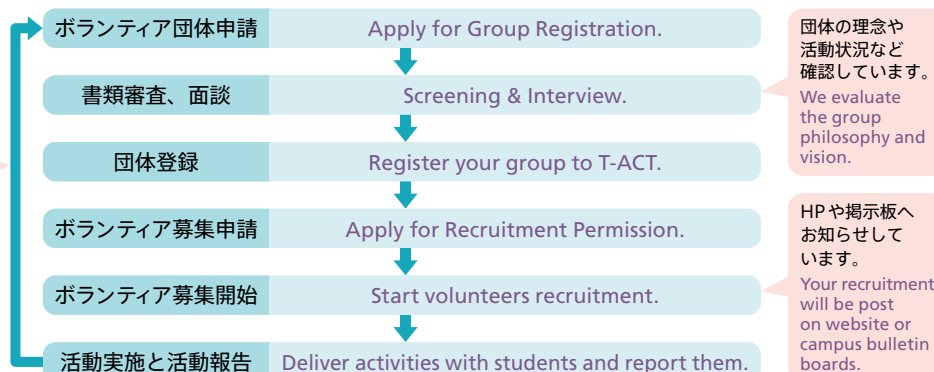 ボランティア団体申請 Apply for Group Registration.
書類審査、面談 Screening & Interview.
団体の理念や
活動状況など
確認しています。
We evaluate
the group
philosophy and
vision.
団体登録 Register your group to T-ACT.
ボランティア募集申請 Apply for Recruitment Permission.
ボランティア募集開始 Start volunteers recruitment.
HPや掲示板へ
お知らせして
います。
Your recruitment
will be post
on website or
campus bulletin
boards.
活動実施と活動報告 Deliver activities with students and report them.